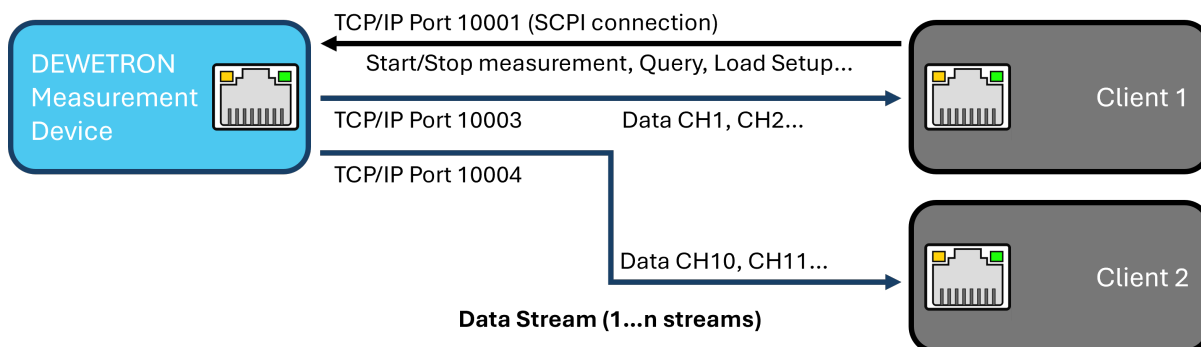 TCP/IP Port 10001 (SCPI connection)
DEWETRON
Measurement
Device
Start/Stop measurement, Query, Load Setup...
Client 1
TCP/IP Port 10003
Data CH1, CH2...
TCP/IP Port 10004
Data CH10, CH11...
Client 2
Data Stream (1...n streams)